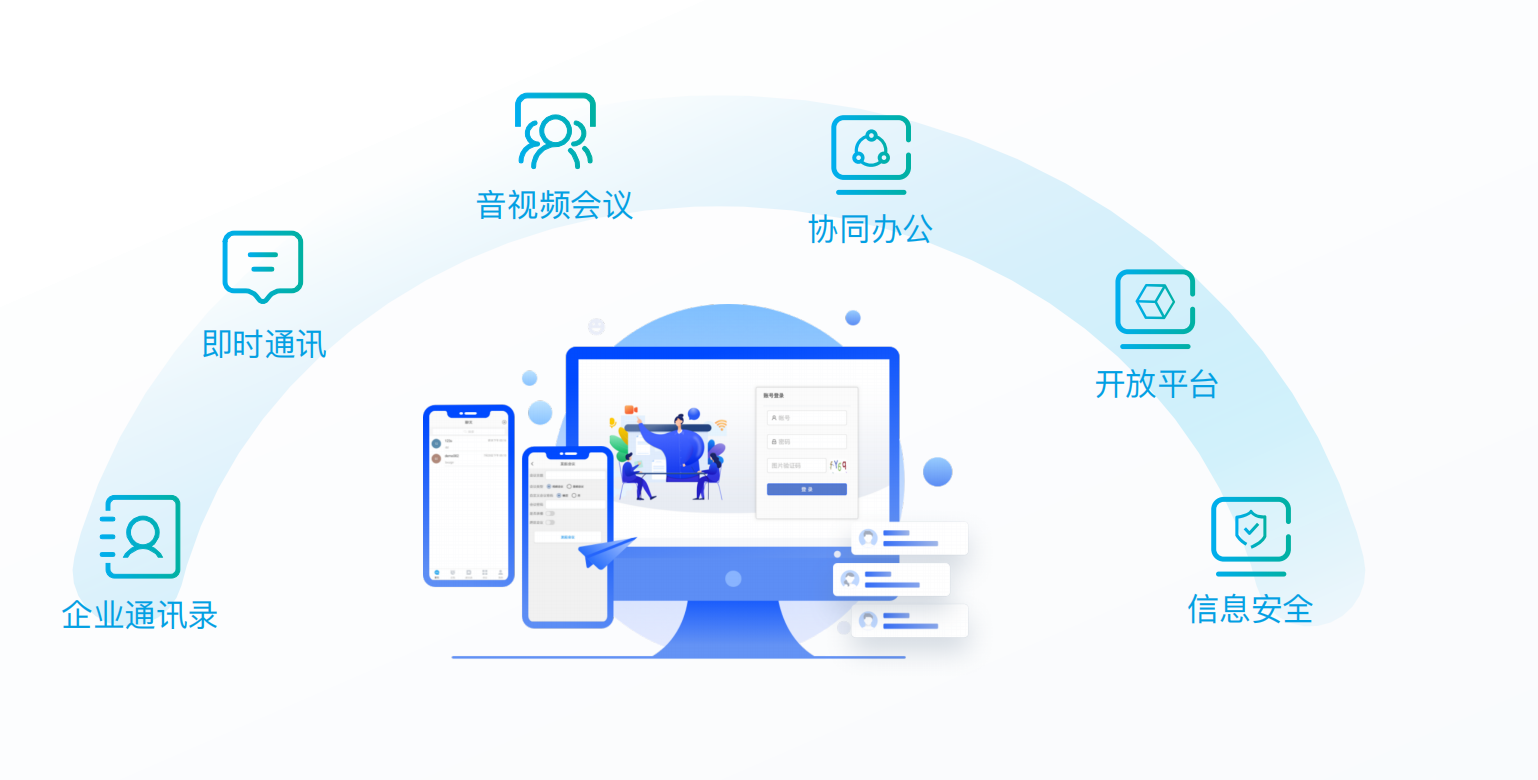 音视频会议
协同办公
即时通讯
开放平台
企业通讯录
信息安全
账号登录
账号
密码
图片验证码
fYgq
登 录